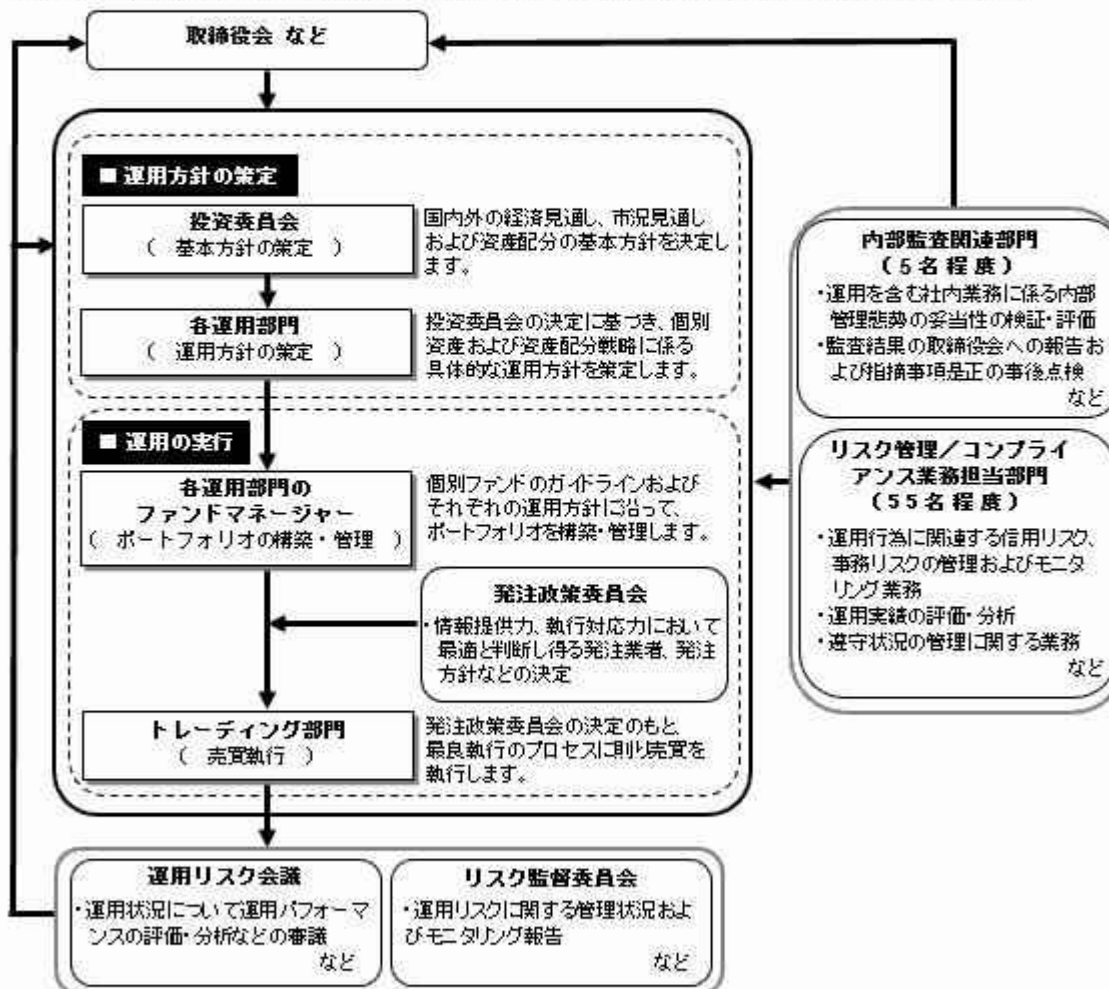 取締役会 など
■ 運用方針の策定
投資委員会
( 基本方針の策定 )
国内外の経済見通し、市況見通し
および資産配分の基本方針を決定し
ます。
各運用部門
( 運用方針の策定 )
投資委員会の決定に基づき、個別
資産および資産配分戦略に係る
具体的な運用方針を策定します。
■ 運用の実行
各運用部門の
ファンドマネージャー
( ポートフォリオの構築・管理 )
個別ファンドのガイドラインおよび
それぞれの運用方針に沿って、
ポートフォリオを構築・管理します。
発注政策委員会
・情報提供力、執行対応力において
最適と判断し得る発注業者、発注
方針などの決定
トレーディング部門
( 売買執行 )
発注政策委員会の決定のもと、
最良執行のプロセスに則り売買を
執行します。
内部監査関連部門
(5名程度)
・運用を含む社内業務に係る内部
管理態勢の妥当性の検証・評価
・監査結果の取締役会への報告お
よび指摘事項是正の事後点検
など
リスク管理/コンプライ
アンス業務担当部門
(55名程度)
・運用行為に関連する信用リスク、
事務リスクの管理およびモニタ
リング業務
・運用実績の評価・分析
・遵守状況の管理に関する業務
など
運用リスク会議
・運用状況について運用パフォーマ
ンスの評価・分析などの審議
など
リスク監督委員会
・運用リスクに関する管理状況およ
びモニタリング報告
など